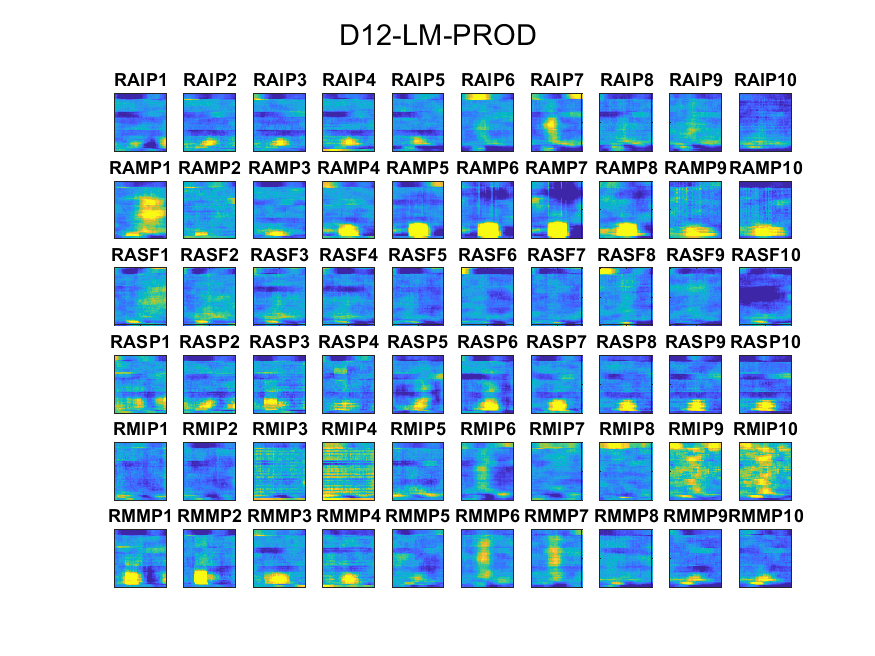 D12-LM-PROD
RAIP1 RAIP2 RAIP3 RAIP4 RAIP5 RAIP6 RAIP7 RAIP8 RAIP9 RAIP10
RAMP1 RAMP2 RAMP3 RAMP4 RAMP5 RAMP6 RAMP7 RAMP8 RAMP9 RAMP10
RASF1 RASF2 RASF3 RASF4 RASF5 RASF6 RASF7 RASF8 RASF9 RASF10
RASP1 RASP2 RASP3 RASP4 RASP5 RASP6 RASP7 RASP8 RASP9 RASP10
RMIP1 RMIP2 RMIP3 RMIP4 RMIP5 RMIP6 RMIP7 RMIP8 RMIP9 RMIP10
RMMP1 RMMP2 RMMP3 RMMP4 RMMP5 RMMP6 RMMP7 RMMP8 RMMP9 RMMP10